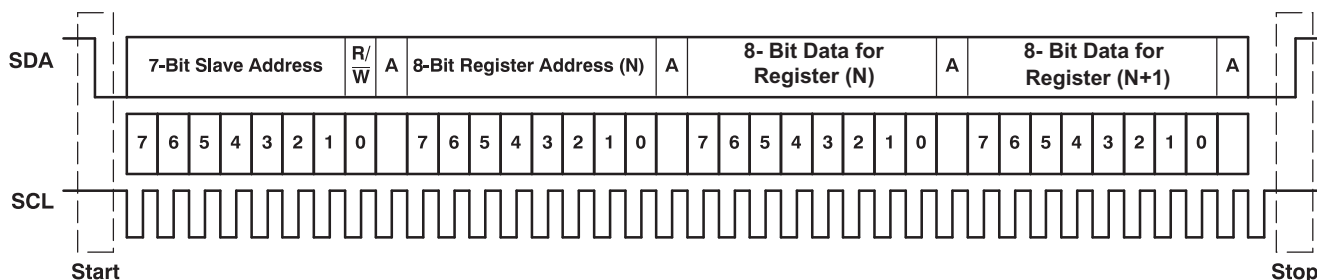 SDA
7-Bit Slave Address
R/
W
A
8-Bit Register Address (N)
A
8- Bit Data for
Register (N)
A
8- Bit Data for
Register (N+1)
A
7 6 5 4 3 2 1 0 7 6 5 4 3 2 1 0 7 6 5 4 3 2 1 0 7 6 5 4 3 2 1 0
SCL
Start
Stop